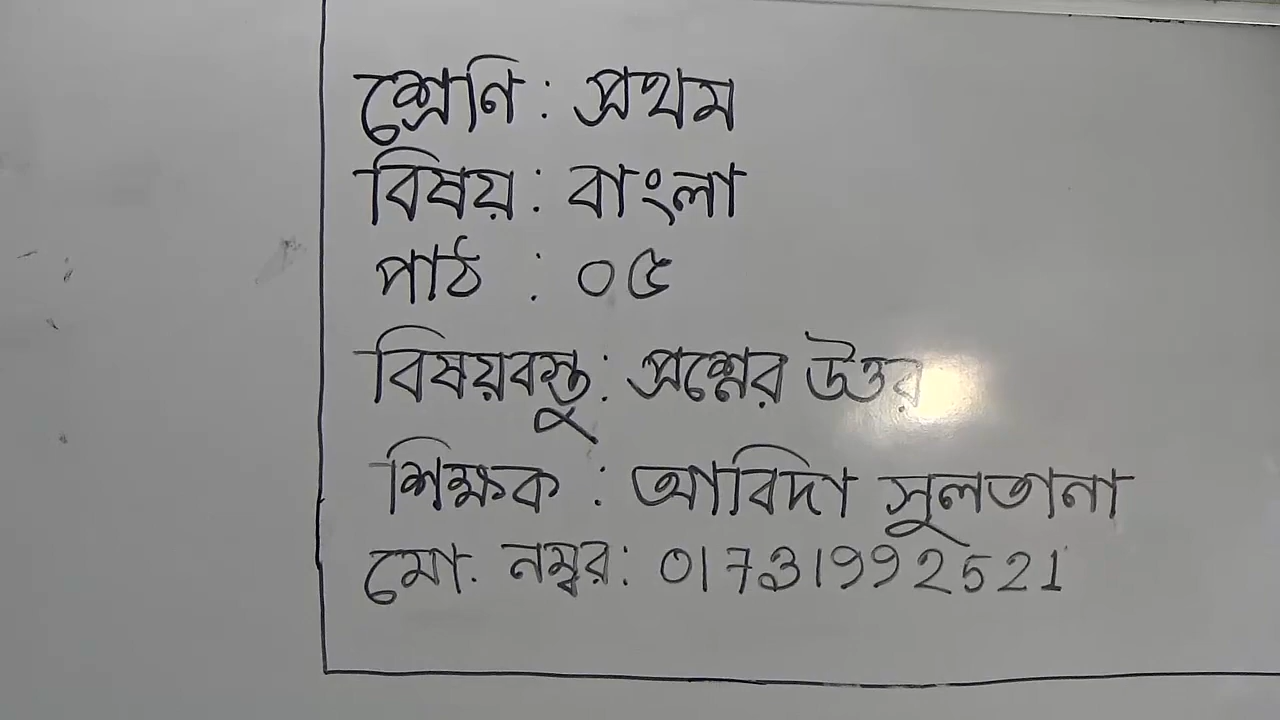 শ্রেণি : প্রথম
বিষয় : বাংলা
পাঠ : ০৫
বিষয়বস্তু : প্রশ্নের উত্তর
শিক্ষক : আবিদা সুলতানা
মো. নম্বর : 01731992521